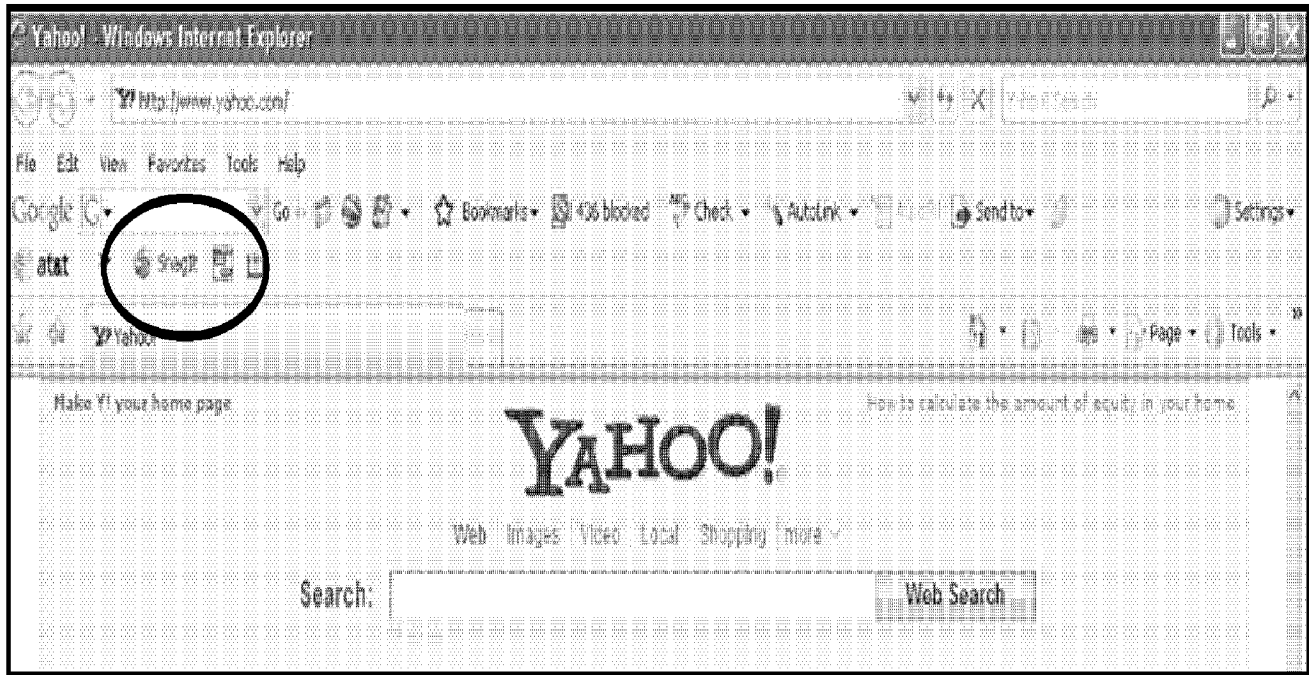 Yahoo! - Windows Internet Explorer
http://www.yahoo.com/
File Edit View Favorites Tools Help
Google Go Bookmarks 436 blocked Check AutoLink Send to Settings
at&t SnagIt
Yahoo! Page Tools
Make Y! your home page How to calculate the amount of equity in your home
YAHOO!
Web Images Video Local Shopping more
Search: Web Search